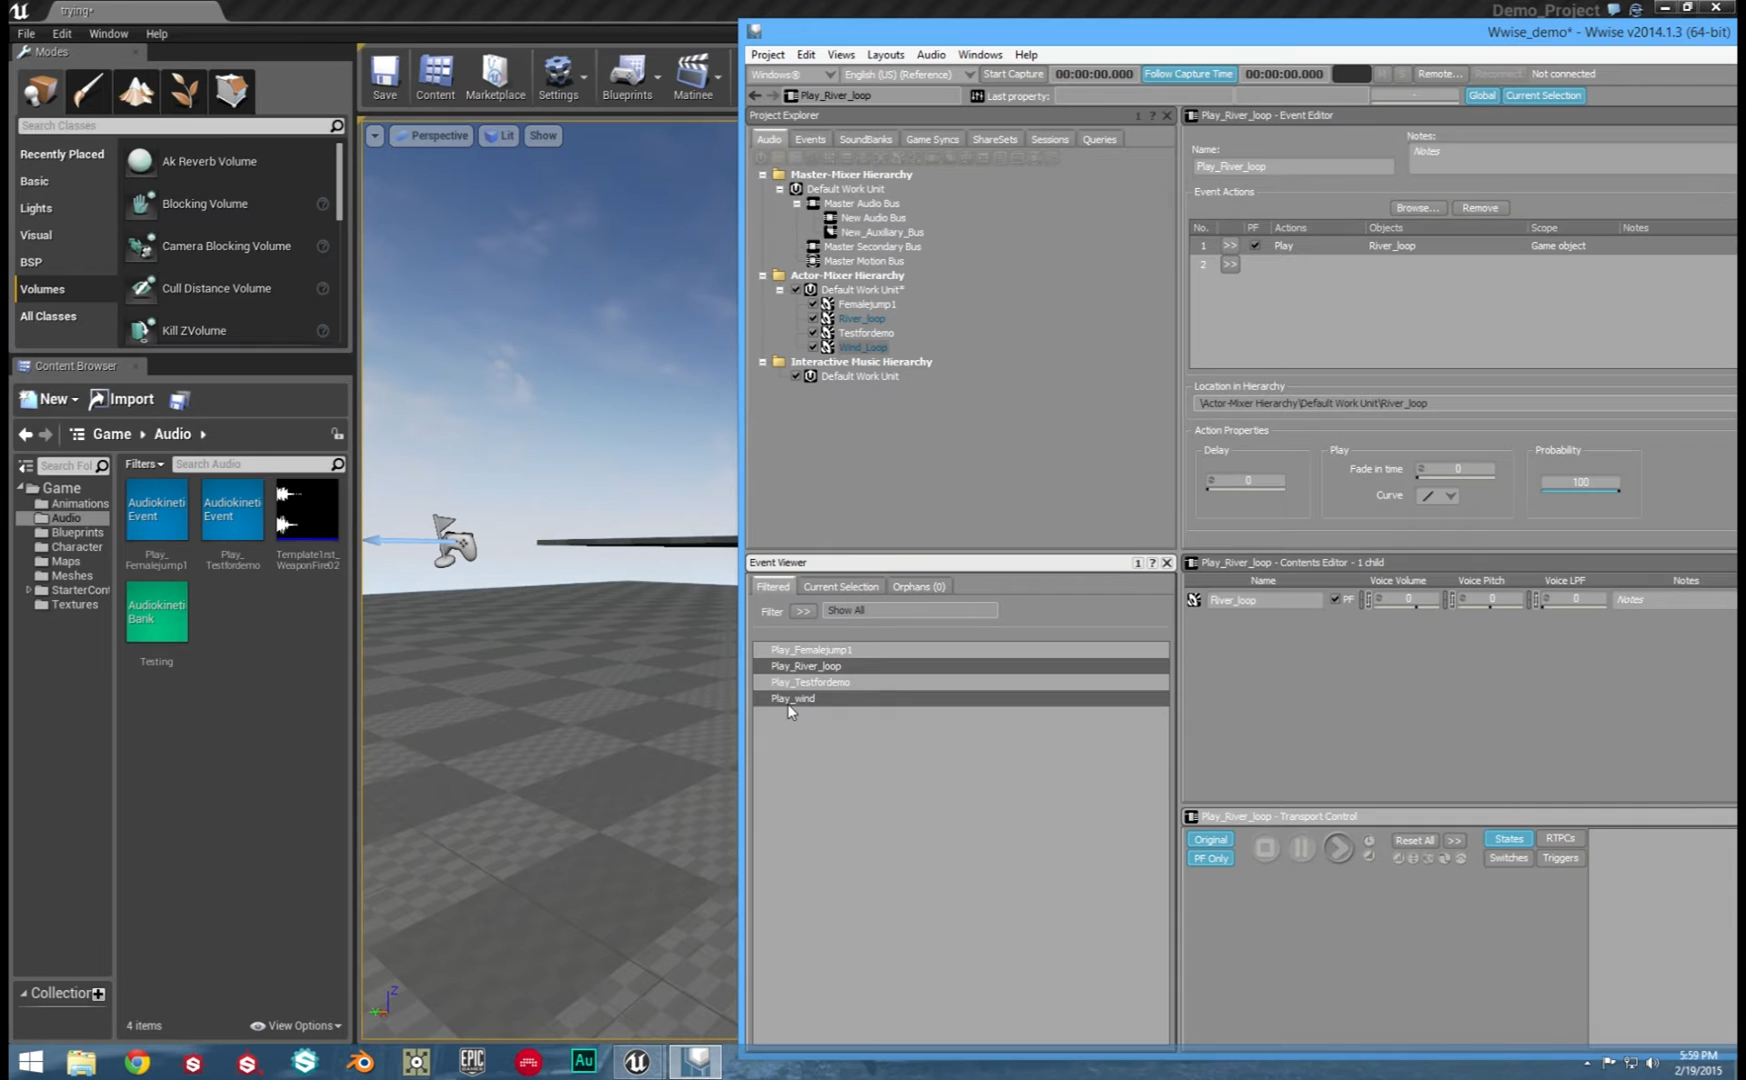 trying*
Demo_Project
File Edit Window Help
Modes
Search Classes
Recently Placed
Basic
Lights
Visual
BSP
Volumes
All Classes
Ak Reverb Volume
Blocking Volume
Camera Blocking Volume
Cull Distance Volume
Kill ZVolume
Save Content Marketplace Settings Blueprints Matinee
Perspective Lit Show
Content Browser
New Import
Game Audio
Search Fol
Filters Search Audio
Game
Animations
Audio
Blueprints
Character
Maps
Meshes
StarterCon
Textures
Audiokineti
Event
Audiokineti
Event
Play_
Femalejump1
Play_
Testfordemo
Template1rst_
WeaponFire02
Audiokineti
Bank
Testing
Collection
4 items View Options
Z
Wwise_demo* - Wwise v2014.1.3 (64-bit)
Project Edit Views Layouts Audio Windows Help
Windows® English (US) (Reference) Start Capture 00:00:00.000 Follow Capture Time 00:00:00.000 M S Remote... Reconnect Not connected
Play_River_loop Last property: Global Current Selection
Project Explorer 1 ? X
Audio Events SoundBanks Game Syncs ShareSets Sessions Queries
Master-Mixer Hierarchy
Default Work Unit
Master Audio Bus
New Audio Bus
New_Auxiliary_Bus
Master Secondary Bus
Master Motion Bus
Actor-Mixer Hierarchy
Default Work Unit*
Femalejump1
River_loop
Testfordemo
Wind_Loop
Interactive Music Hierarchy
Default Work Unit
Event Viewer 1 ? X
Filtered Current Selection Orphans (0)
Filter >> Show All
Play_Femalejump1
Play_River_loop
Play_Testfordemo
Play_wind
Play_River_loop - Event Editor
Name:
Play_River_loop
Notes:
Notes
Event Actions
Browse... Remove
No. PF Actions Objects Scope Notes
1 >> Play River_loop Game object
2 >>
Location in Hierarchy
\Actor-Mixer Hierarchy\Default Work Unit\River_loop
Action Properties
Delay
0
Play
Fade in time 0
Curve
Probability
100
Play_River_loop - Contents Editor - 1 child
Name Voice Volume Voice Pitch Voice LPF Notes
River_loop PF 0 0 0 Notes
Play_River_loop - Transport Control
Original
PF Only
Reset All >>
States RTPCs
Switches Triggers
EPIC
GAMES
Au
5:59 PM
2/19/2015